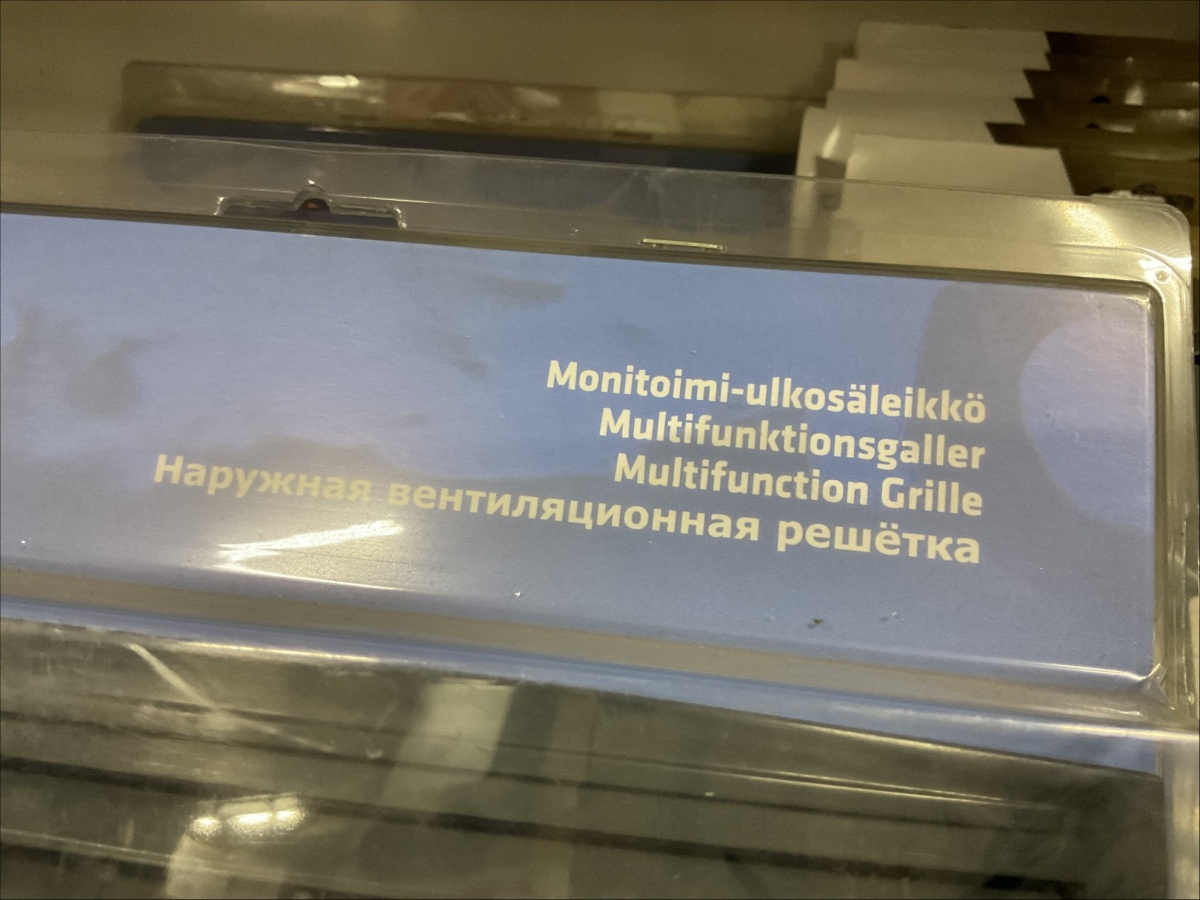 Monitoimi-ulkosäleikkö
Multifunktionsgaller
Multifunction Grille
Наружная вентиляционная решётка